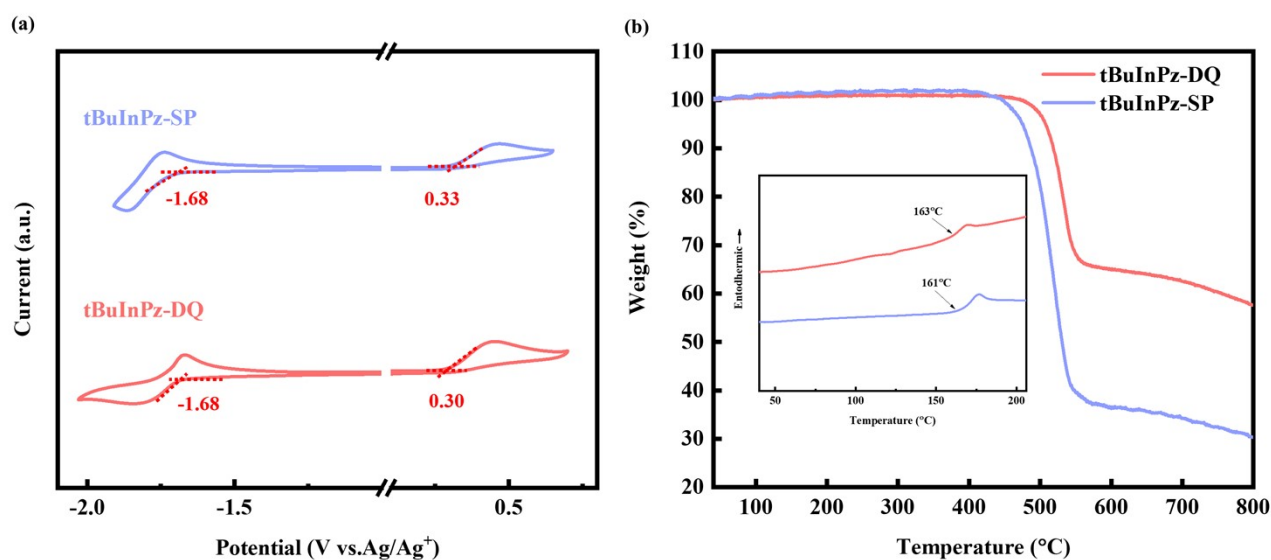 (a)
tBuInPz-SP
-1.68
0.33
tBuInPz-DQ
-1.68
0.30
Current (a.u.)
-2.0
-1.5
0.5
Potential (V vs.Ag/Ag⁺)
(b)
110
100
90
80
70
60
50
40
30
20
Weight (%)
tBuInPz-DQ
tBuInPz-SP
163°C
161°C
Entodhermic →
50
100
150
200
Temperature (°C)
100
200
300
400
500
600
700
800
Temperature (°C)